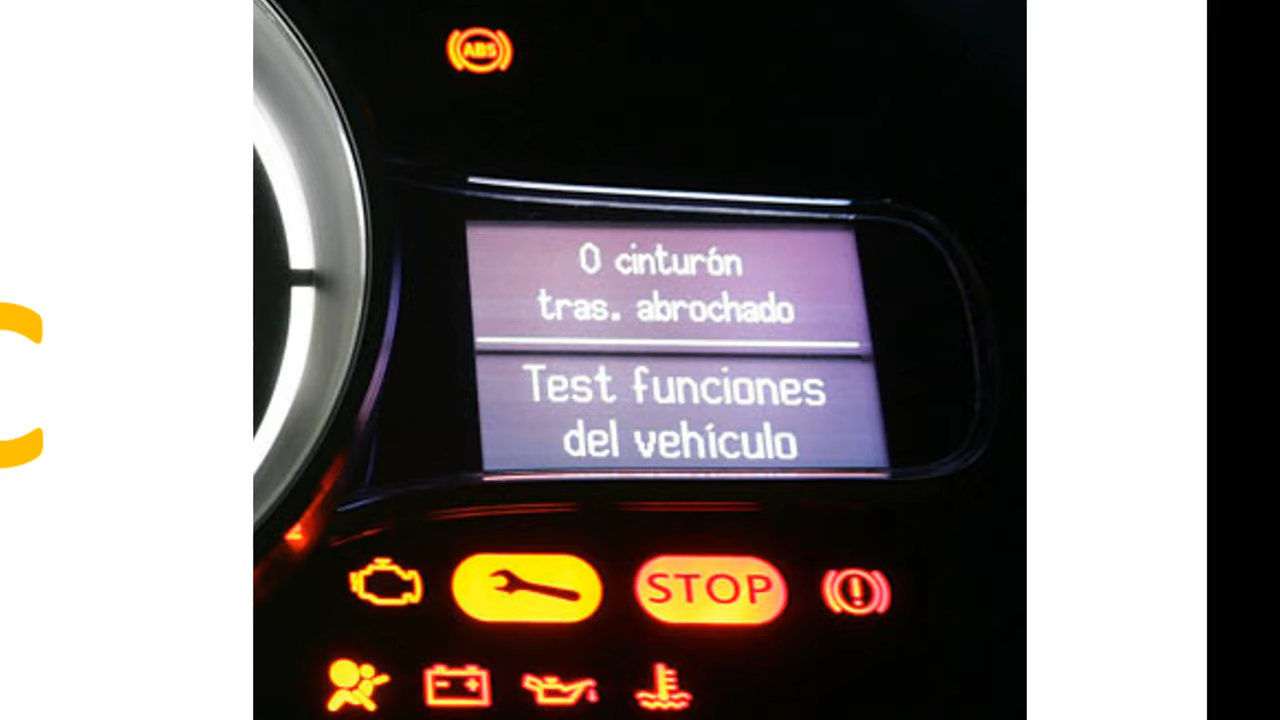 ABS
0 cinturón
tras. abrochado
Test funciones
del vehículo
STOP